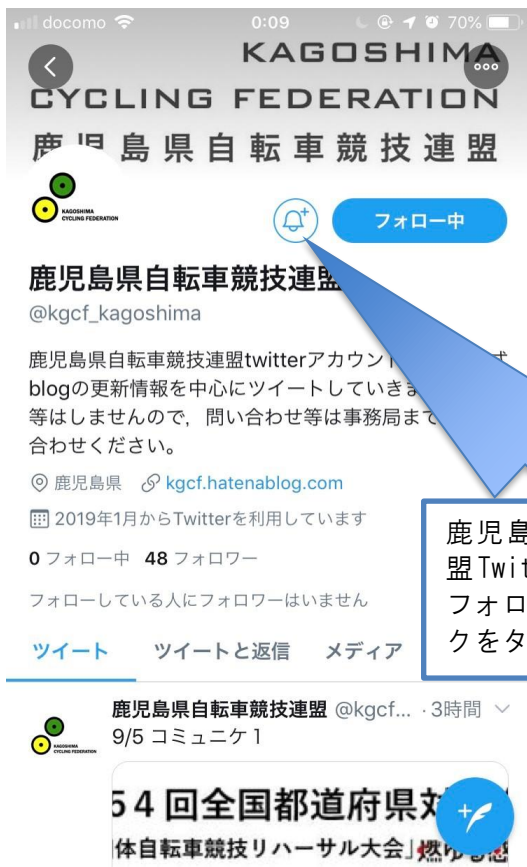 docomo 0:09 70%
KAGOSHIMA
CYCLING FEDERATION
鹿児島県自転車競技連盟
KAGOSHIMA
CYCLING FEDERATION
フォロー中
鹿児島県自転車競技連盟
@kgcf_kagoshima
鹿児島県自転車競技連盟twitterアカウント
blogの更新情報を中心にツイートしていきま
等はしませんので，問い合わせ等は事務局まで
合わせください。
鹿児島県 kgcf.hatenablog.com
2019年1月からTwitterを利用しています
0 フォロー中 48 フォロワー
フォローしている人にフォロワーはいません
ツイート ツイートと返信 メディア
鹿児島県自転車競技連盟 @kgcf... · 3時間
9/5 コミュニケ 1
KAGOSHIMA
CYCLING FEDERATION
54回全国都道府県対
体自転車競技リハーサル大会」燃ゆる感
鹿児島
盟Twit
フォロ
クをタ